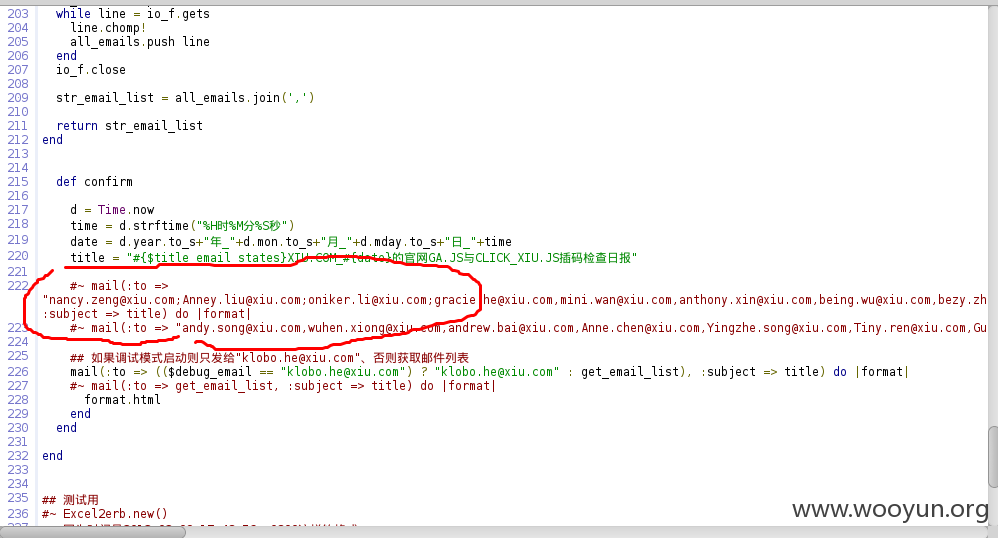 203 while line = io_f.gets
204 line.chomp!
205 all_emails.push line
206 end
207 io_f.close
208
209 str_email_list = all_emails.join(',')
210
211 return str_email_list
212 end
213
214
215 def confirm
216
217 d = Time.now
218 time = d.strftime("%H时%M分%S秒")
219 date = d.year.to_s+"年_"+d.mon.to_s+"月_"+d.mday.to_s+"日_"+time
220 title = "#{$title_email_states}XIU.COM_#{date}的官网GA.JS与CLICK_XIU.JS插码检查日报"
221
222 #~ mail(:to =>
"nancy.zeng@xiu.com;Anney.liu@xiu.com;oniker.li@xiu.com;gracie.he@xiu.com,mini.wan@xiu.com,anthony.xin@xiu.com,being.wu@xiu.com,bezy.zh
:subject => title) do |format|
223 #~ mail(:to => "andy.song@xiu.com,wuhen.xiong@xiu.com,andrew.bai@xiu.com,Anne.chen@xiu.com,Yingzhe.song@xiu.com,Tiny.ren@xiu.com,Gu
224
225 ## 如果调试模式启动则只发给"klobo.he@xiu.com"、否则获取邮件列表
226 mail(:to => (($debug_email == "klobo.he@xiu.com") ? "klobo.he@xiu.com" : get_email_list), :subject => title) do |format|
227 #~ mail(:to => get_email_list, :subject => title) do |format|
228 format.html
229 end
230 end
231
232 end
233
234
235 ## 测试用
236 #~ Excel2erb.new()
www.wooyun.org